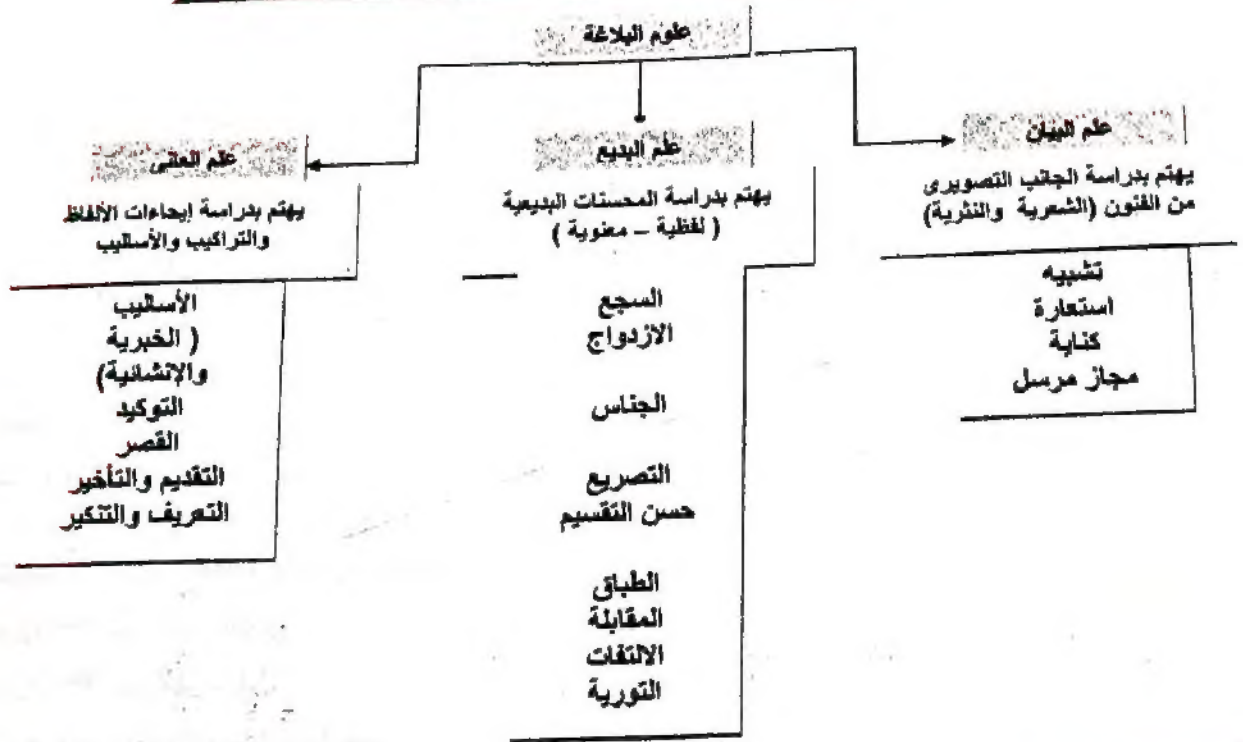 علوم البلاغة
علم البيان
يهتم بدراسة الجانب التصويرى
من الفنون (الشعرية والنثرية)
تشبيه
استعارة
كناية
مجاز مرسل
علم البديع
يهتم بدراسة المحسنات البديعية
( لفظية – معنوية )
السجع
الازدواج
الجناس
التصريع
حسن التقسيم
الطباق
المقابلة
الالتفات
التورية
علم المعانى
يهتم بدراسة إيحاءات الألفاظ
والتراكيب والأساليب
الأساليب
( الخبرية
والإنشائية)
التوكيد
القصر
التقديم والتأخير
التعريف والتنكير